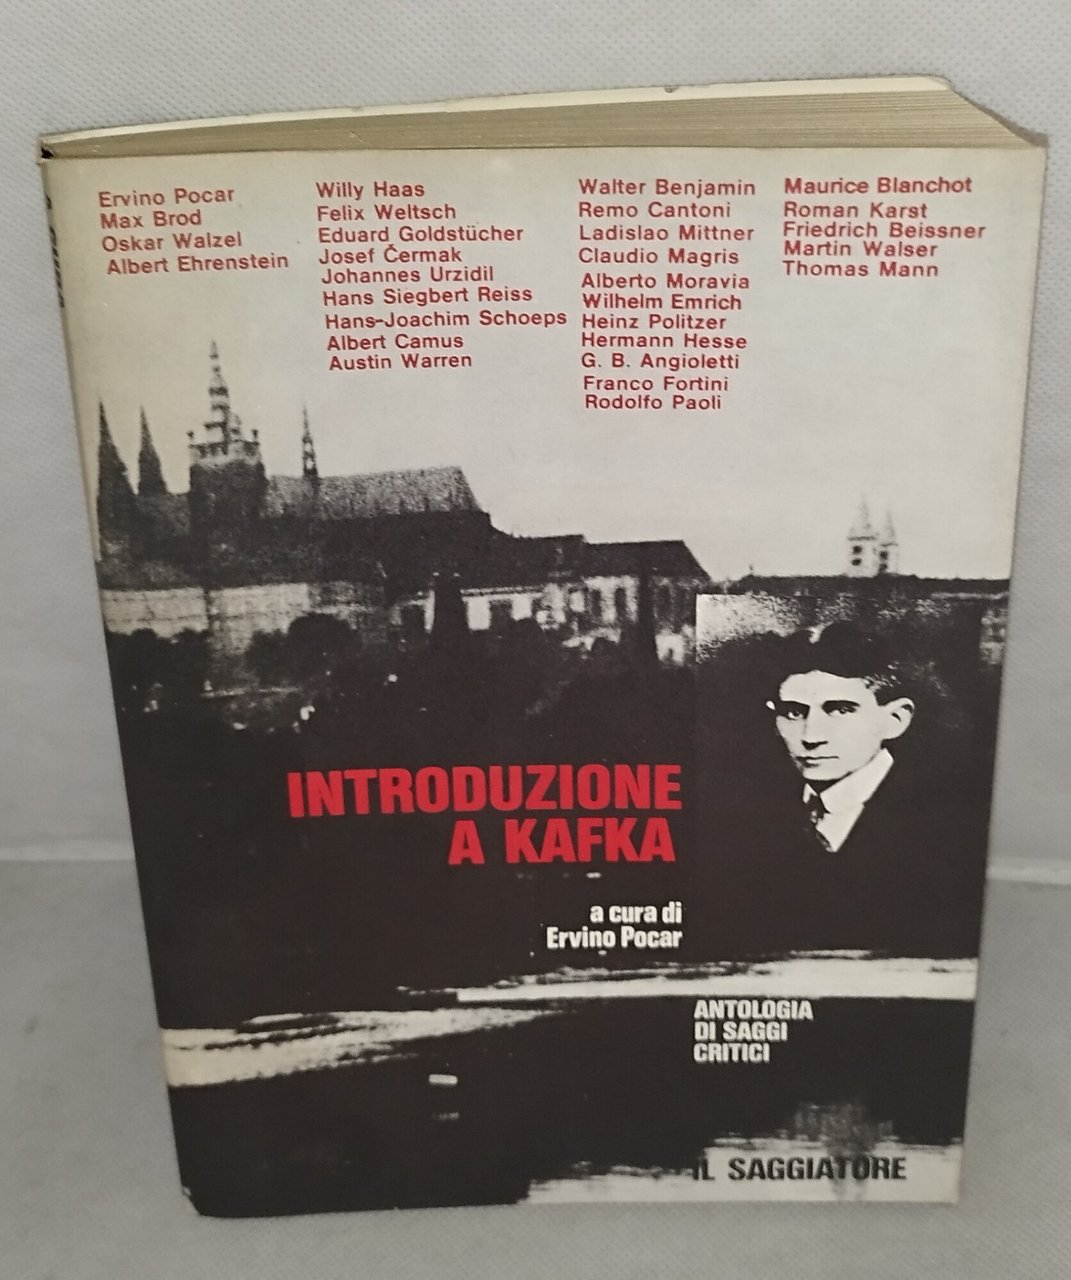 Ervino Pocar
Max Brod
Oskar Walzel
Albert Ehrenstein
Willy Haas
Felix Weltsch
Eduard Goldstücher
Josef Čermak
Johannes Urzidil
Hans Siegbert Reiss
Hans-Joachim Schoeps
Albert Camus
Austin Warren
Walter Benjamin
Remo Cantoni
Ladislao Mittner
Claudio Magris
Alberto Moravia
Wilhelm Emrich
Heinz Politzer
Hermann Hesse
G. B. Angioletti
Franco Fortini
Rodolfo Paoli
Maurice Blanchot
Roman Karst
Friedrich Beissner
Martin Walser
Thomas Mann
INTRODUZIONE
A KAFKA
a cura di
Ervino Pocar
ANTOLOGIA
DI SAGGI
CRITICI
IL SAGGIATORE